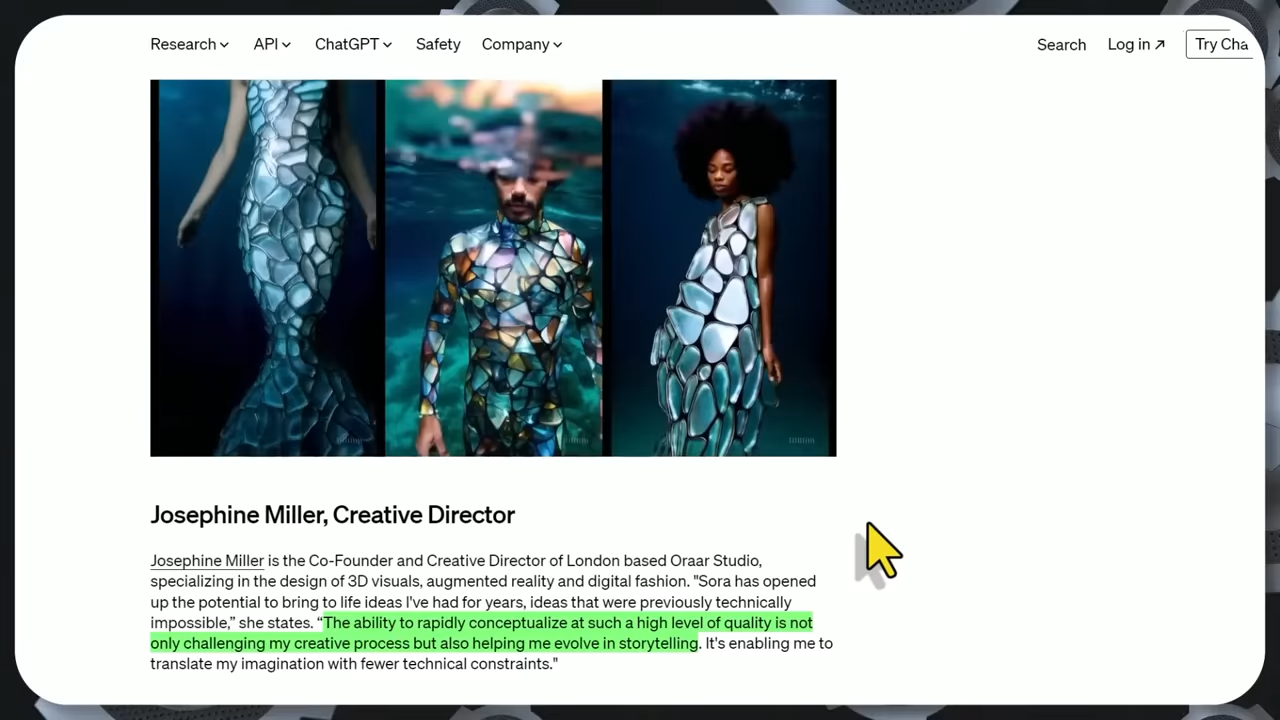 Research API ChatGPT Safety Company Search Log in ↗ Try Cha
Josephine Miller, Creative Director
Josephine Miller is the Co-Founder and Creative Director of London based Oraar Studio,
specializing in the design of 3D visuals, augmented reality and digital fashion. "Sora has opened
up the potential to bring to life ideas I've had for years, ideas that were previously technically
impossible,” she states. “The ability to rapidly conceptualize at such a high level of quality is not
only challenging my creative process but also helping me evolve in storytelling. It's enabling me to
translate my imagination with fewer technical constraints."